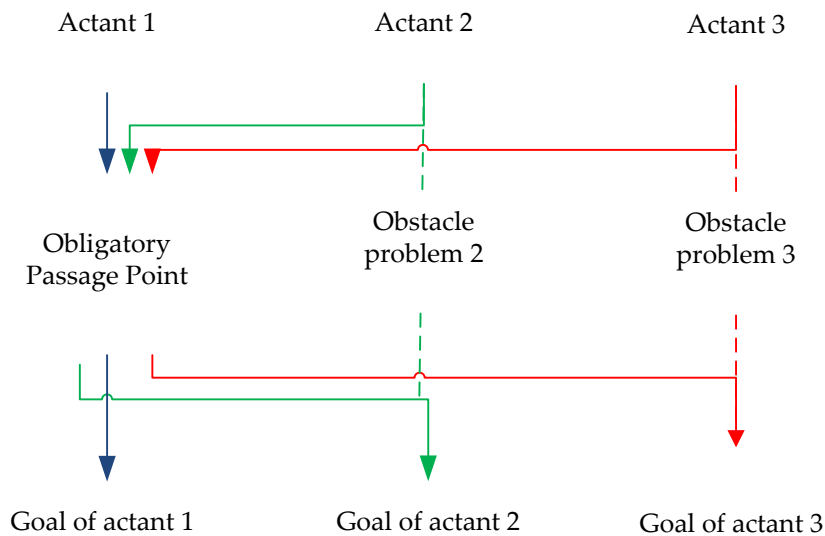 Actant 1
Actant 2
Actant 3
Obligatory
Passage Point
Obstacle
problem 2
Obstacle
problem 3
Goal of actant 1
Goal of actant 2
Goal of actant 3